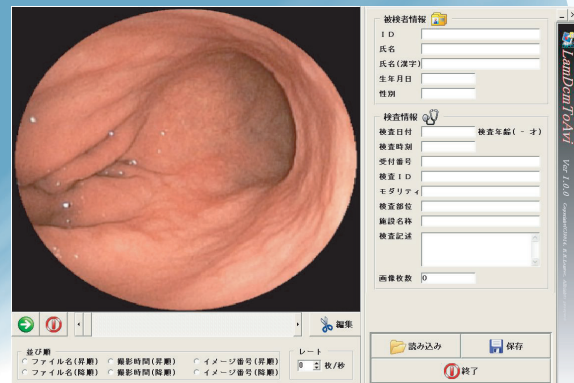 被検者情報
ID
氏名
氏名(漢字)
生年月日
性別
検査情報
検査日付 検査年齢( - 才)
検査時刻
受付番号
検査ID
モダリティ
検査部位
施設名称
検査記述
画像枚数 0
編集
並び順
ファイル名(昇順) 撮影時間(昇順) イメージ番号(昇順)
ファイル名(降順) 撮影時間(降順) イメージ番号(降順)
レート
0 枚/秒
読み込み 保存
終了
LamDcmToAvi Ver 1.0.0